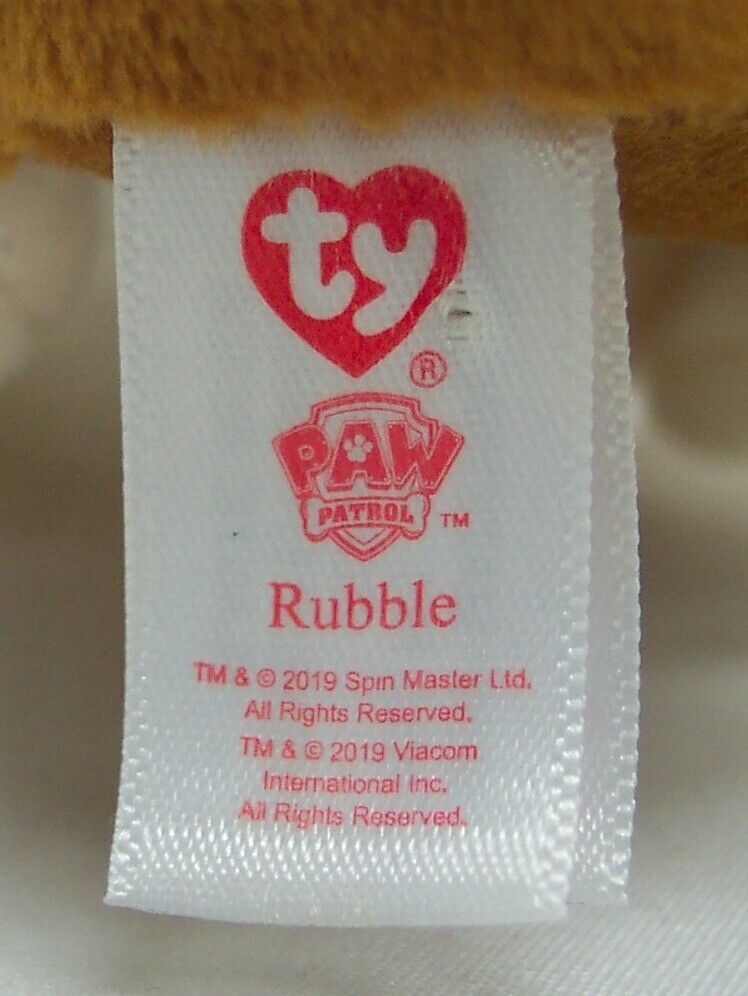 ty
®
PAW
PATROL ™
Rubble
TM & © 2019 Spin Master Ltd.
All Rights Reserved.
TM & © 2019 Viacom
International Inc.
All Rights Reserved.